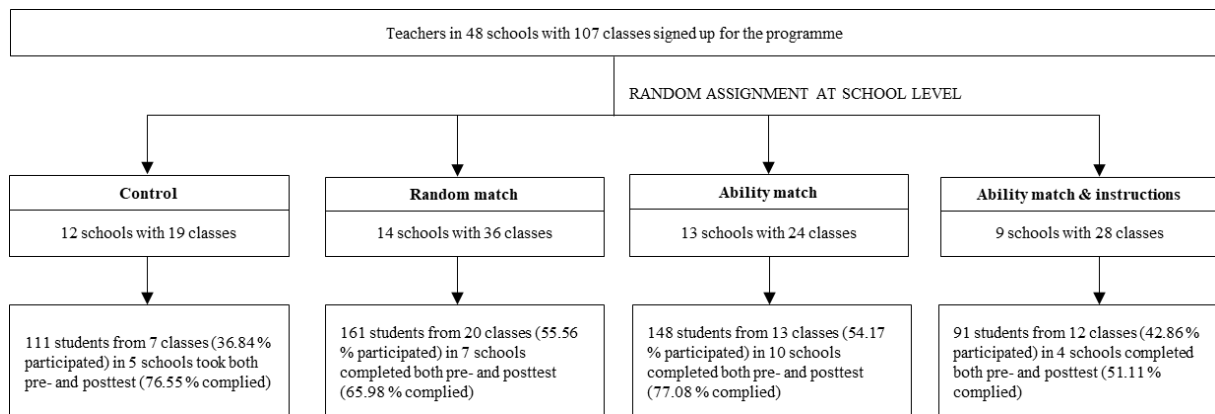 Teachers in 48 schools with 107 classes signed up for the programme
RANDOM ASSIGNMENT AT SCHOOL LEVEL
Control
12 schools with 19 classes
Random match
14 schools with 36 classes
Ability match
13 schools with 24 classes
Ability match & instructions
9 schools with 28 classes
111 students from 7 classes (36.84 %
participated) in 5 schools took both
pre- and posttest (76.55 % complied)
161 students from 20 classes (55.56
% participated) in 7 schools
completed both pre- and posttest
(65.98 % complied)
148 students from 13 classes (54.17
% participated) in 10 schools
completed both pre- and posttest
(77.08 % complied)
91 students from 12 classes (42.86 %
participated) in 4 schools completed
both pre- and posttest (51.11 %
complied)